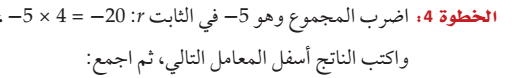 الخطوة 4: اضرب المجموع وهو 5− في الثابت r: ‎−5 × 4 = −20،
واكتب الناتج أسفل المعامل التالي، ثم اجمع: